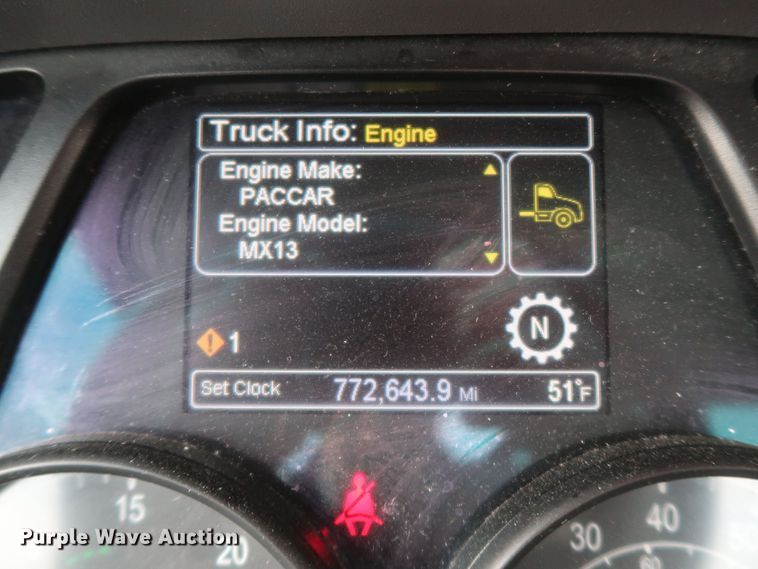 Truck Info: Engine
Engine Make:
PACCAR
Engine Model:
MX13
N
! 1
Set Clock 772,643.9 Mi 51°F
15
20
30
40
60
Purple Wave Auction